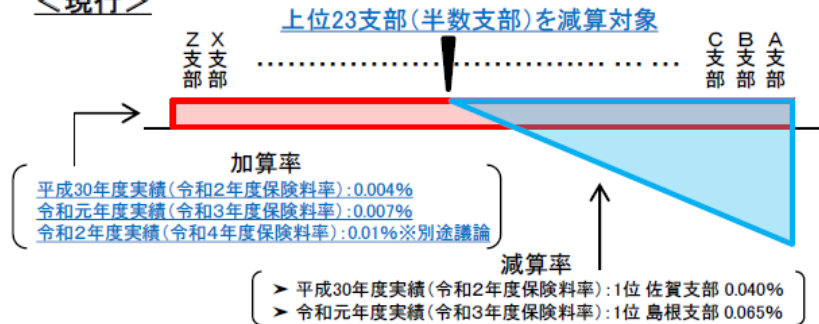 ＜現行＞
上位23支部（半数支部）を減算対象
Z支部
X支部
C支部
B支部
A支部
加算率
平成30年度実績（令和2年度保険料率）：0.004%
令和元年度実績（令和3年度保険料率）：0.007%
令和2年度実績（令和4年度保険料率）：0.01%※別途議論
減算率
➤ 平成30年度実績（令和2年度保険料率）：1位 佐賀支部 0.040%
➤ 令和元年度実績（令和3年度保険料率）：1位 島根支部 0.065%